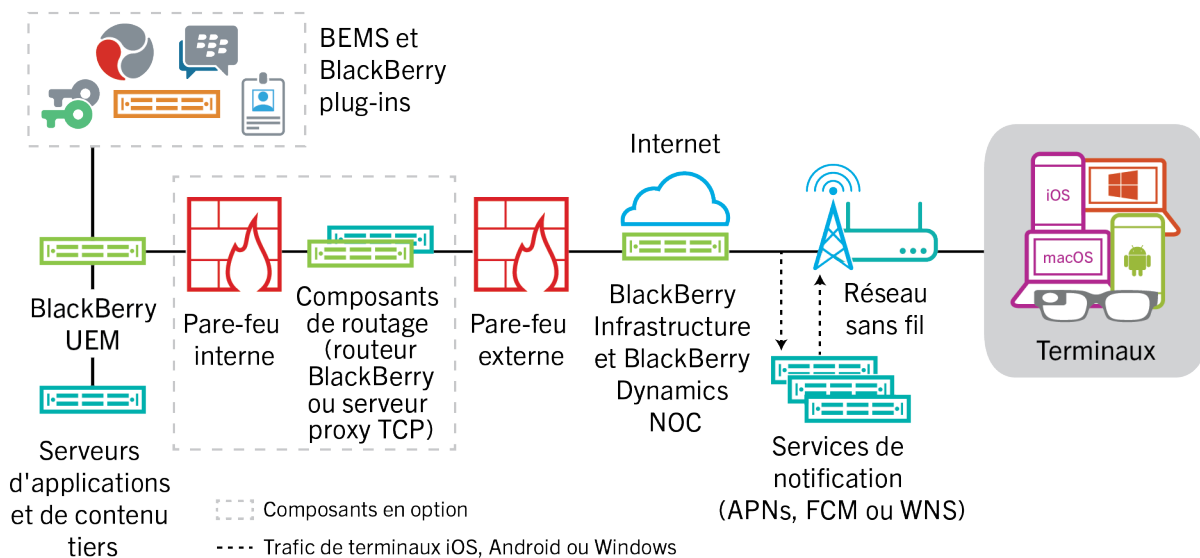 BEMS et
BlackBerry
plug-ins
Internet
iOS
macOS
BlackBerry
UEM
Pare-feu
interne
Composants
de routage
(routeur
BlackBerry
ou serveur
proxy TCP)
Pare-feu
externe
BlackBerry
Infrastructure
et BlackBerry
Dynamics
NOC
Réseau
sans fil
Terminaux
Serveurs
d'applications
et de contenu
tiers
Services de
notification
(APNs, FCM ou WNS)
Composants en option
Trafic de terminaux iOS, Android ou Windows